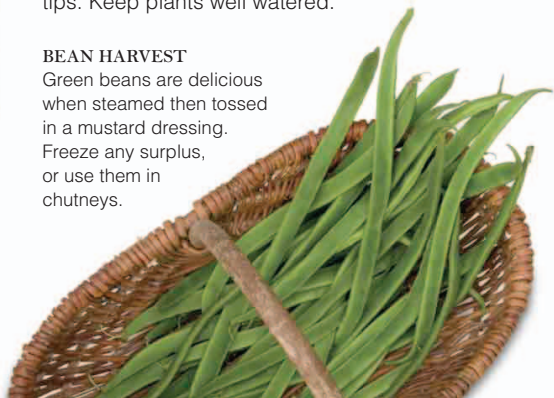 tips. Keep plants well watered.
BEAN HARVEST
Green beans are delicious
when steamed then tossed
in a mustard dressing.
Freeze any surplus,
or use them in
chutneys.